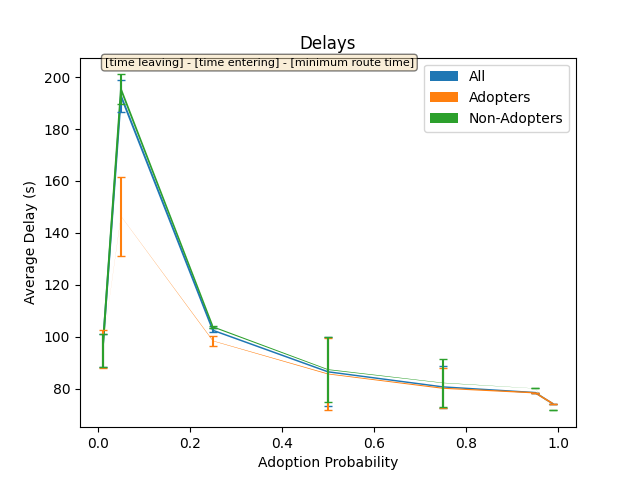 Delays
[time leaving] - [time entering] - [minimum route time]
All
Adopters
Non-Adopters
Average Delay (s)
200
180
160
140
120
100
80
0.0 0.2 0.4 0.6 0.8 1.0
Adoption Probability